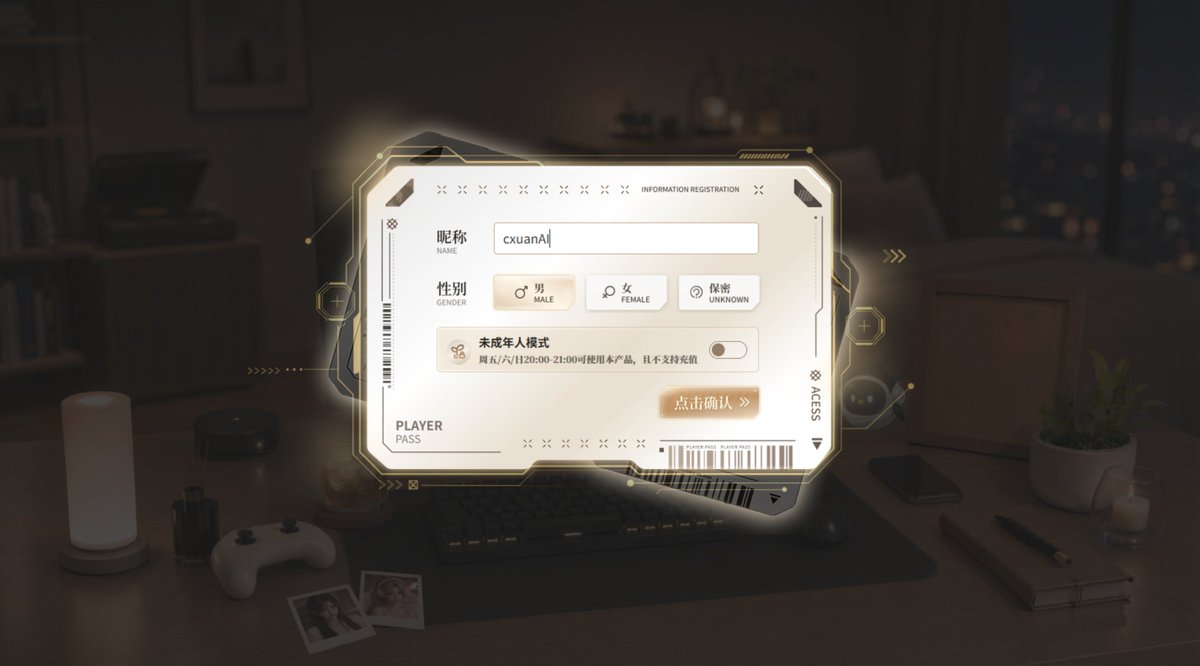 INFORMATION REGISTRATION
昵称
NAME
cxuanAI
性别
GENDER
男
MALE
女
FEMALE
保密
UNKNOWN
未成年人模式
周五/六/日20:00-21:00可使用本产品，且不支持充值
点击确认
ACESS
PLAYER
PASS
PLAYER PASS PLAYER PASS